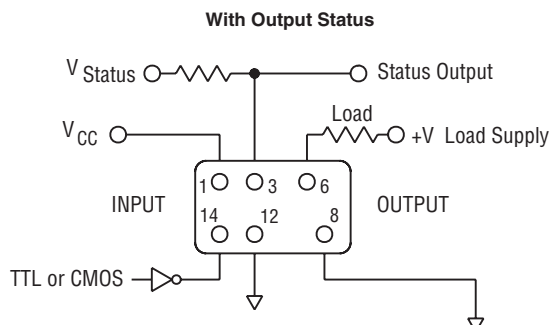 With Output Status
V Status
Status Output
Load
V CC
+V Load Supply
1 3 6
INPUT
OUTPUT
14 12 8
TTL or CMOS